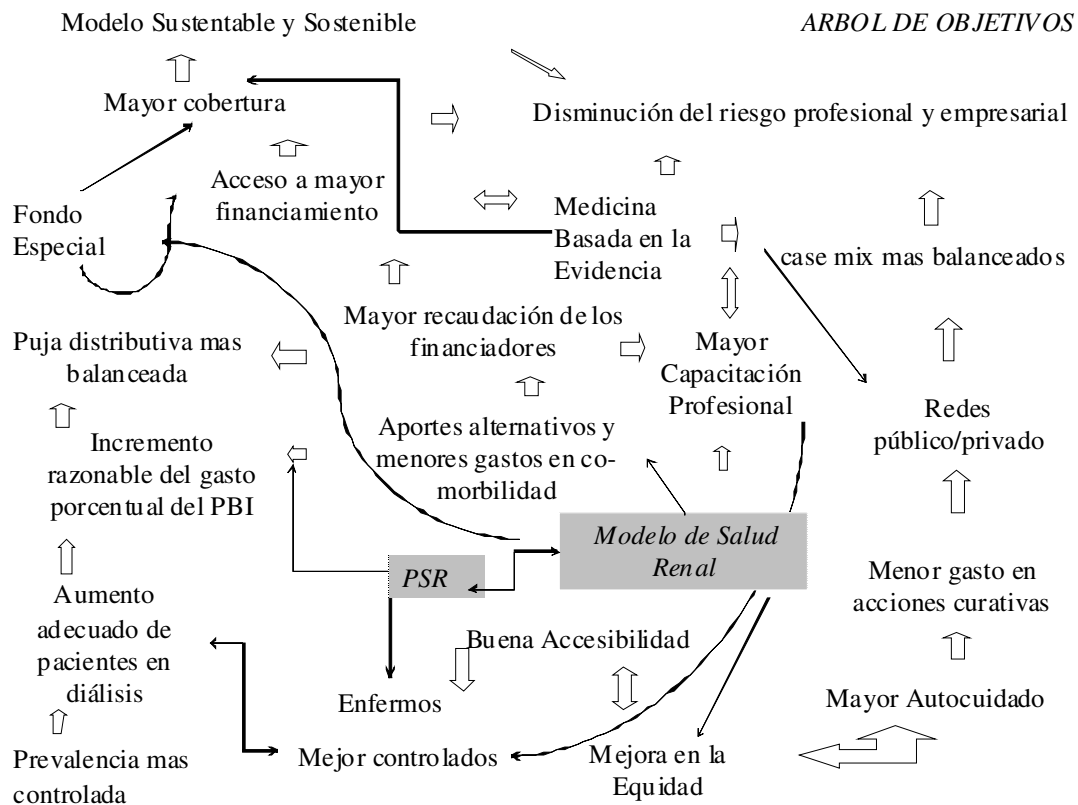 Modelo Sustentable y Sostenible
ARBOL DE OBJETIVOS
Mayor cobertura
Disminución del riesgo profesional y empresarial
Acceso a mayor
financiamiento
Fondo
Especial
Medicina
Basada en la
Evidencia
case mix mas balanceados
Mayor recaudación de los
financiadores
Puja distributiva mas
balanceada
Mayor
Capacitación
Profesional
Redes
público/privado
Aportes alternativos y
menores gastos en co-
morbilidad
Incremento
razonable del gasto
porcentual del PBI
Modelo de Salud
Renal
PSR
Menor gasto en
acciones curativas
Aumento
adecuado de
pacientes en
diálisis
Buena Accesibilidad
Enfermos
Mayor Autocuidado
Mejor controlados
Mejora en la
Equidad
Prevalencia mas
controlada